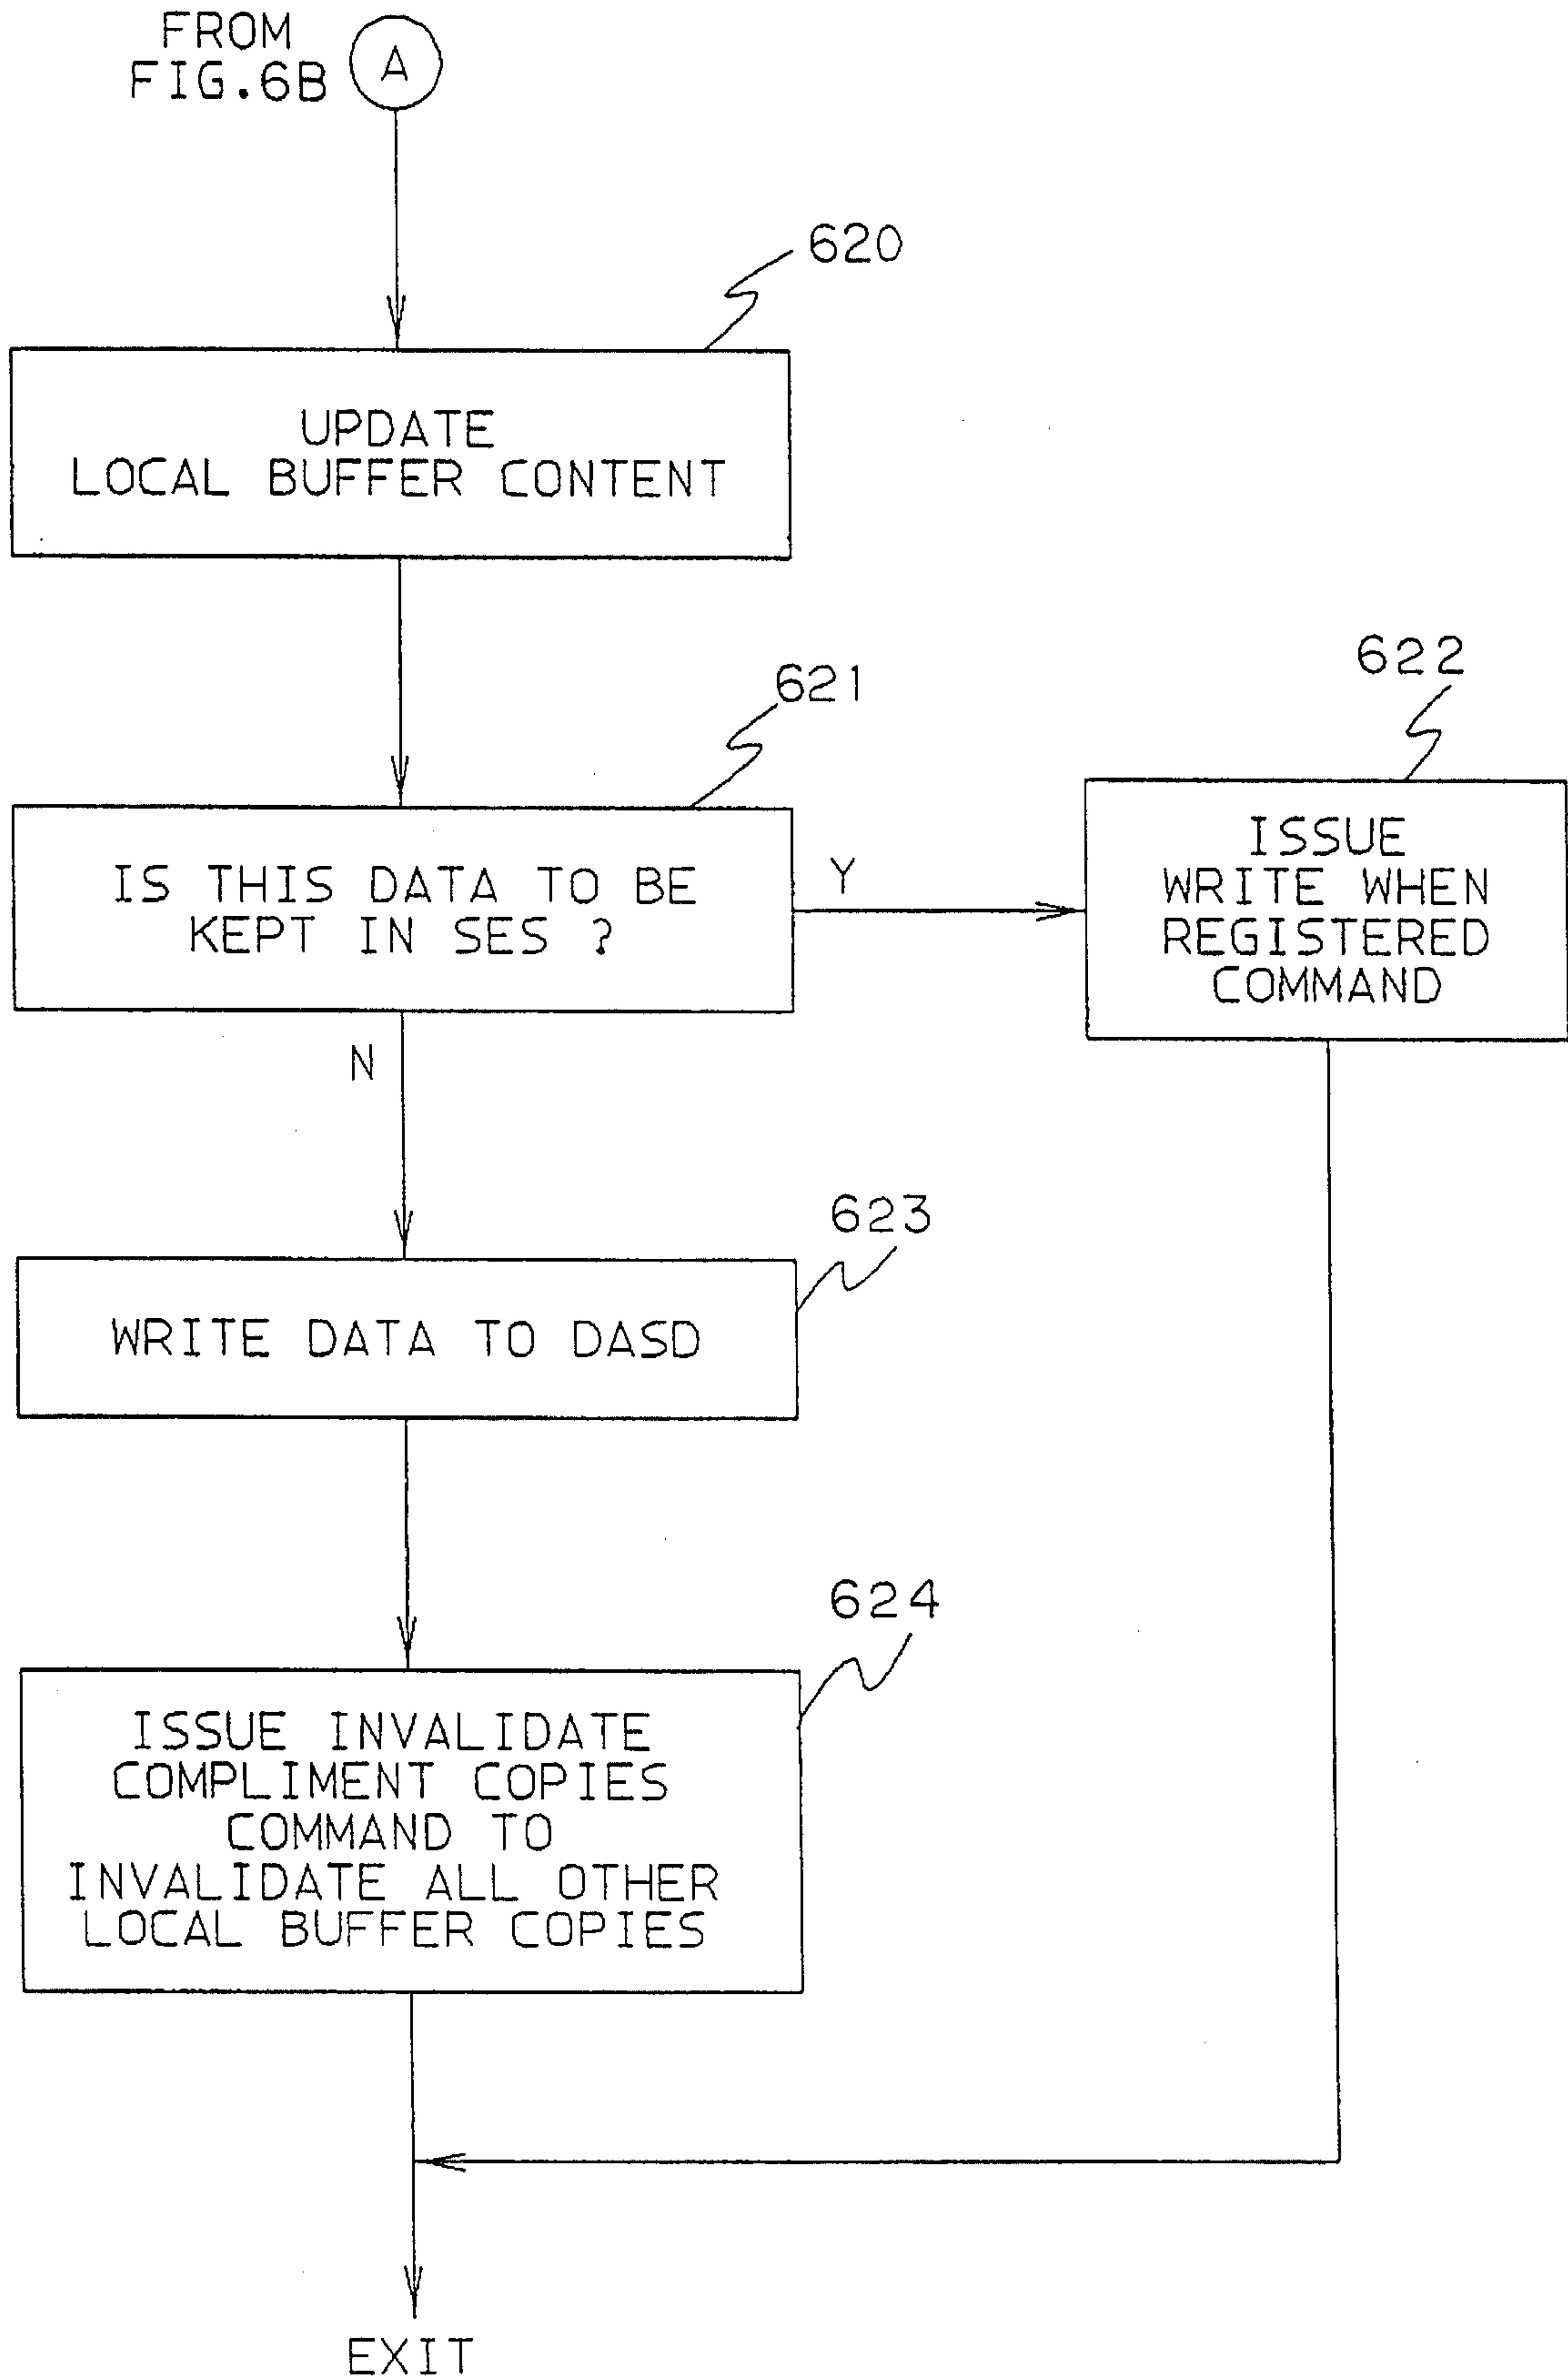 FROM
FIG.6B
A
620
UPDATE
LOCAL BUFFER CONTENT
621
IS THIS DATA TO BE
KEPT IN SES ?
Y
N
622
ISSUE
WRITE WHEN
REGISTERED
COMMAND
623
WRITE DATA TO DASD
624
ISSUE INVALIDATE
COMPLIMENT COPIES
COMMAND TO
INVALIDATE ALL OTHER
LOCAL BUFFER COPIES
EXIT